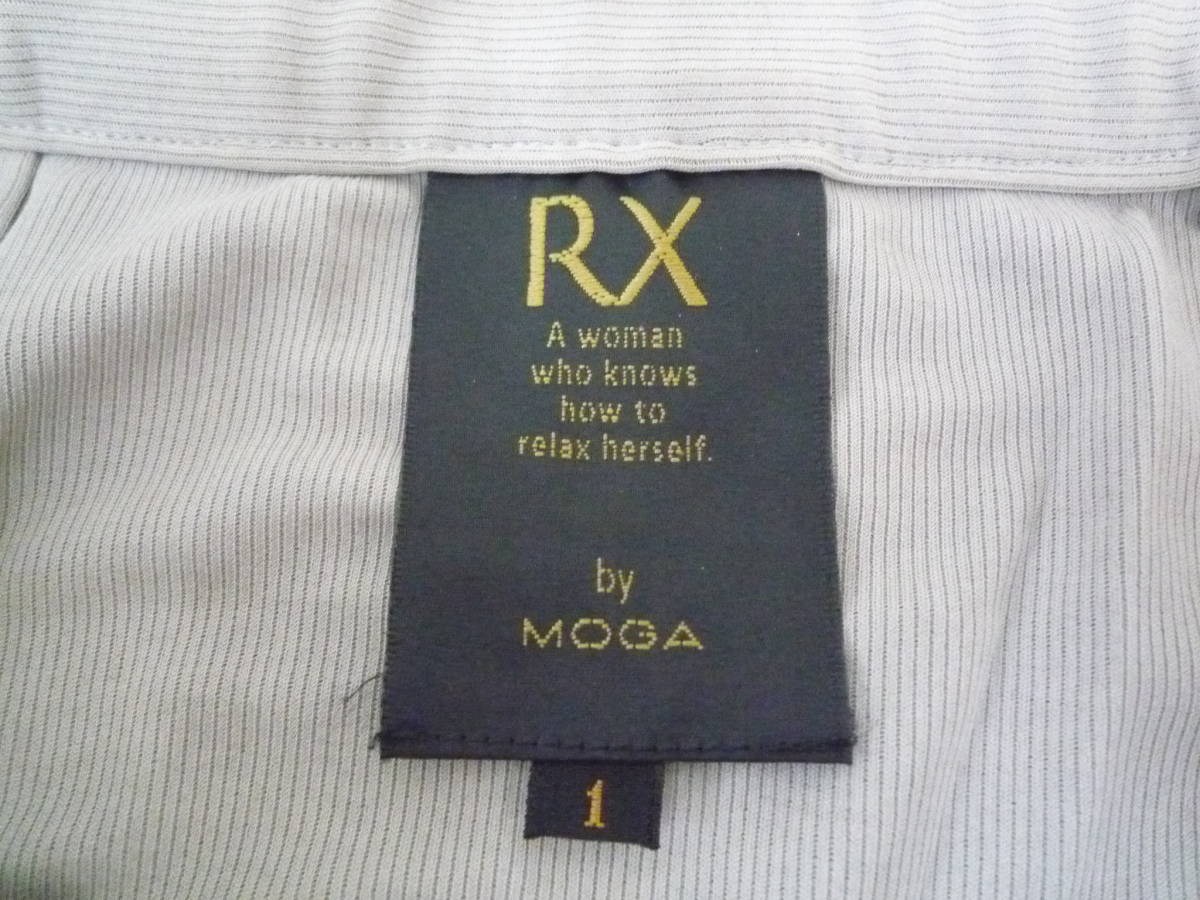 RX
A woman
who knows
how to
relax herself.
by
MOGA
1